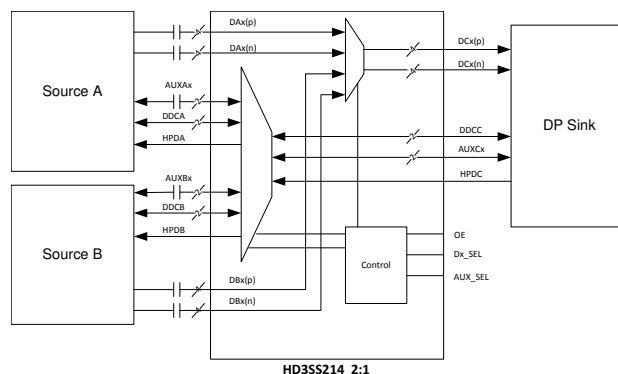 Source A
DAx(p)
DAx(n)
AUXAx
DDCA
HPDA
Source B
AUXBx
DDCB
HPDB
DBx(p)
DBx(n)
DCx(p)
DCx(n)
DDCC
AUXCx
HPDC
DP Sink
Control
OE
Dx_SEL
AUX_SEL
HD3SS214 2:1